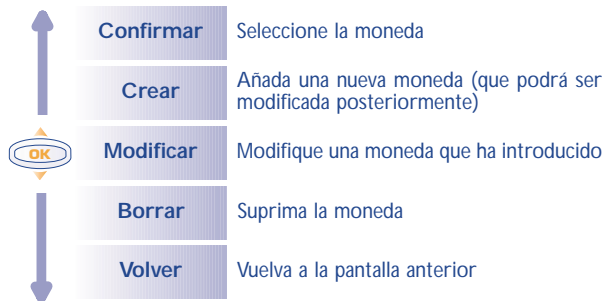 Confirmar Seleccione la moneda
Crear Añada una nueva moneda (que podrá ser
modificada posteriormente)
OK Modificar Modifique una moneda que ha introducido
Borrar Suprima la moneda
Volver Vuelva a la pantalla anterior